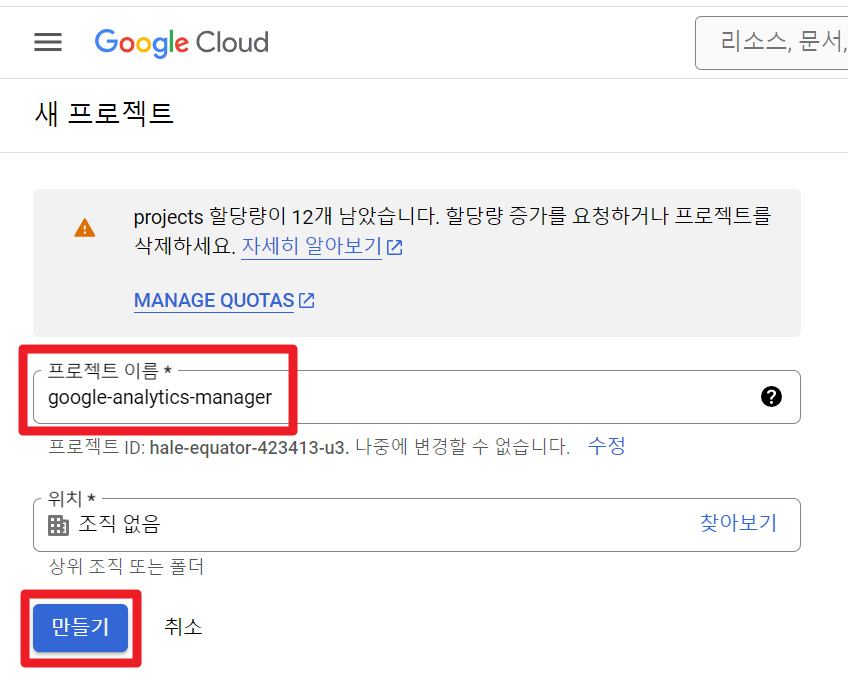 Google Cloud
리소스, 문서,
새 프로젝트
projects 할당량이 12개 남았습니다. 할당량 증가를 요청하거나 프로젝트를
삭제하세요. 자세히 알아보기
MANAGE QUOTAS
프로젝트 이름 *
google-analytics-manager
프로젝트 ID: hale-equator-423413-u3. 나중에 변경할 수 없습니다. 수정
위치 *
조직 없음 찾아보기
상위 조직 또는 폴더
만들기 취소